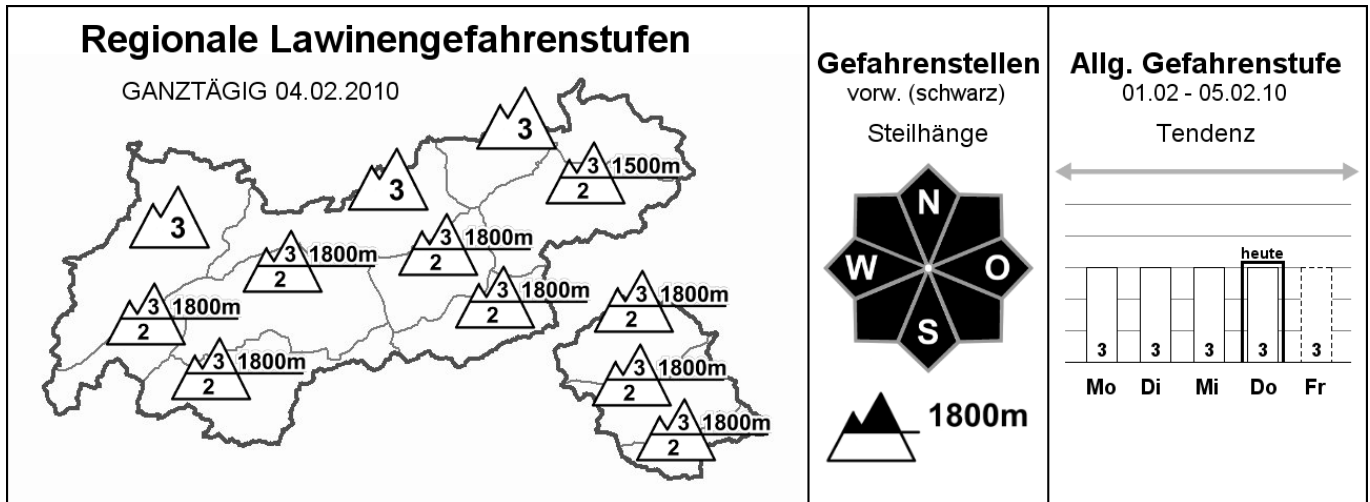 Regionale Lawinengefahrenstufen
GANZTÄGIG 04.02.2010
3
3
3 1500m
2
3
3 1800m
2
3 1800m
2
3 1800m
2
3 1800m
2
3 1800m
2
3 1800m
2
3 1800m
2
3 1800m
2
Gefahrenstellen
vorw. (schwarz)
Steilhänge
N
W O
S
1800m
Allg. Gefahrenstufe
01.02 - 05.02.10
Tendenz
heute
3 3 3 3 3
Mo Di Mi Do Fr